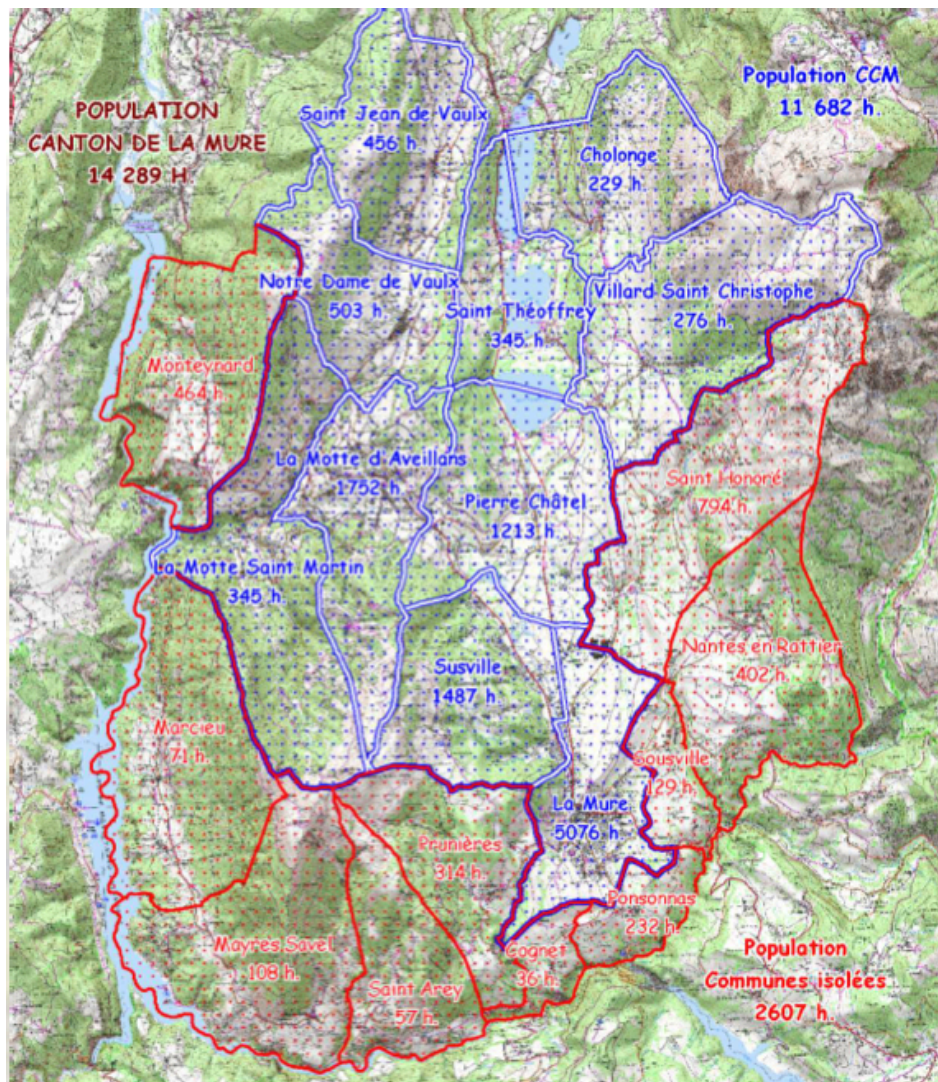 POPULATION
CANTON DE LA MURE
14 289 H.
Population CCM
11 682 h.
Saint Jean de Vaulx
456 h.
Cholonge
229 h.
Notre Dame de Vaulx
503 h.
Saint Théoffrey
345 h.
Villard Saint Christophe
276 h.
Monteynard
464 h.
La Motte d'Aveillans
1752 h.
Pierre Châtel
1213 h.
Saint Honoré
794 h.
La Motte Saint Martin
345 h.
Susville
1487 h.
Nantes en Rattier
402 h.
Marcieu
71 h.
Sousville
129 h.
La Mure
5076 h
Prunières
314 h.
Ponsonnas
232 h.
Mayres Savel
108 h.
Saint Arey
57 h.
Cognet
36 h.
Population
Communes isolées
2607 h.